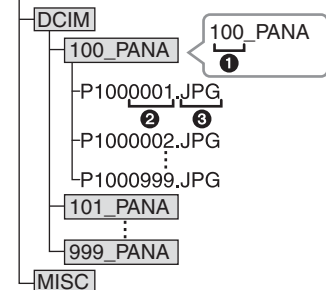 DCIM
100_PANA
100_PANA
❶
P1000001.JPG
❷ ❸
P1000002.JPG
P1000999.JPG
101_PANA
999_PANA
MISC